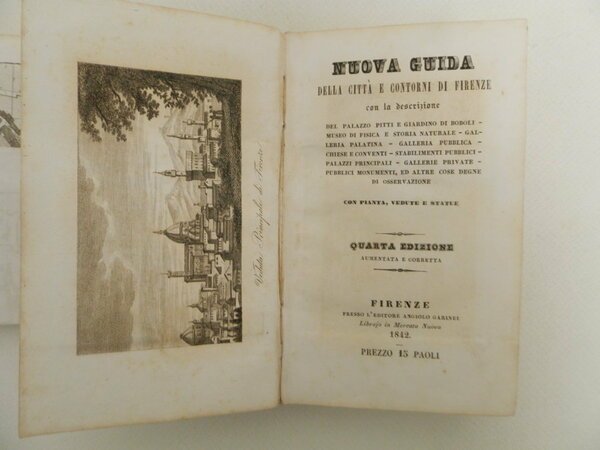 Veduta Principale di Firenze
NUOVA GUIDA
DELLA CITTÀ E CONTORNI DI FIRENZE
con la descrizione
DEL PALAZZO PITTI E GIARDINO DI BOBOLI –
MUSEO DI FISICA E STORIA NATURALE – GAL-
LERIA PALATINA – GALLERIA PUBBLICA –
CHIESE E CONVENTI – STABILIMENTI PUBBLICI –
PALAZZI PRINCIPALI – GALLERIE PRIVATE –
PUBBLICI MONUMENTI, ED ALTRE COSE DEGNE
DI OSSERVAZIONE
CON PIANTA, VEDUTE E STATUE
QUARTA EDIZIONE
AUMENTATA E CORRETTA
FIRENZE
PRESSO L'EDITORE ANGIOLO GARINEI
Librajo in Mercato Nuovo
1842.
PREZZO 15 PAOLI